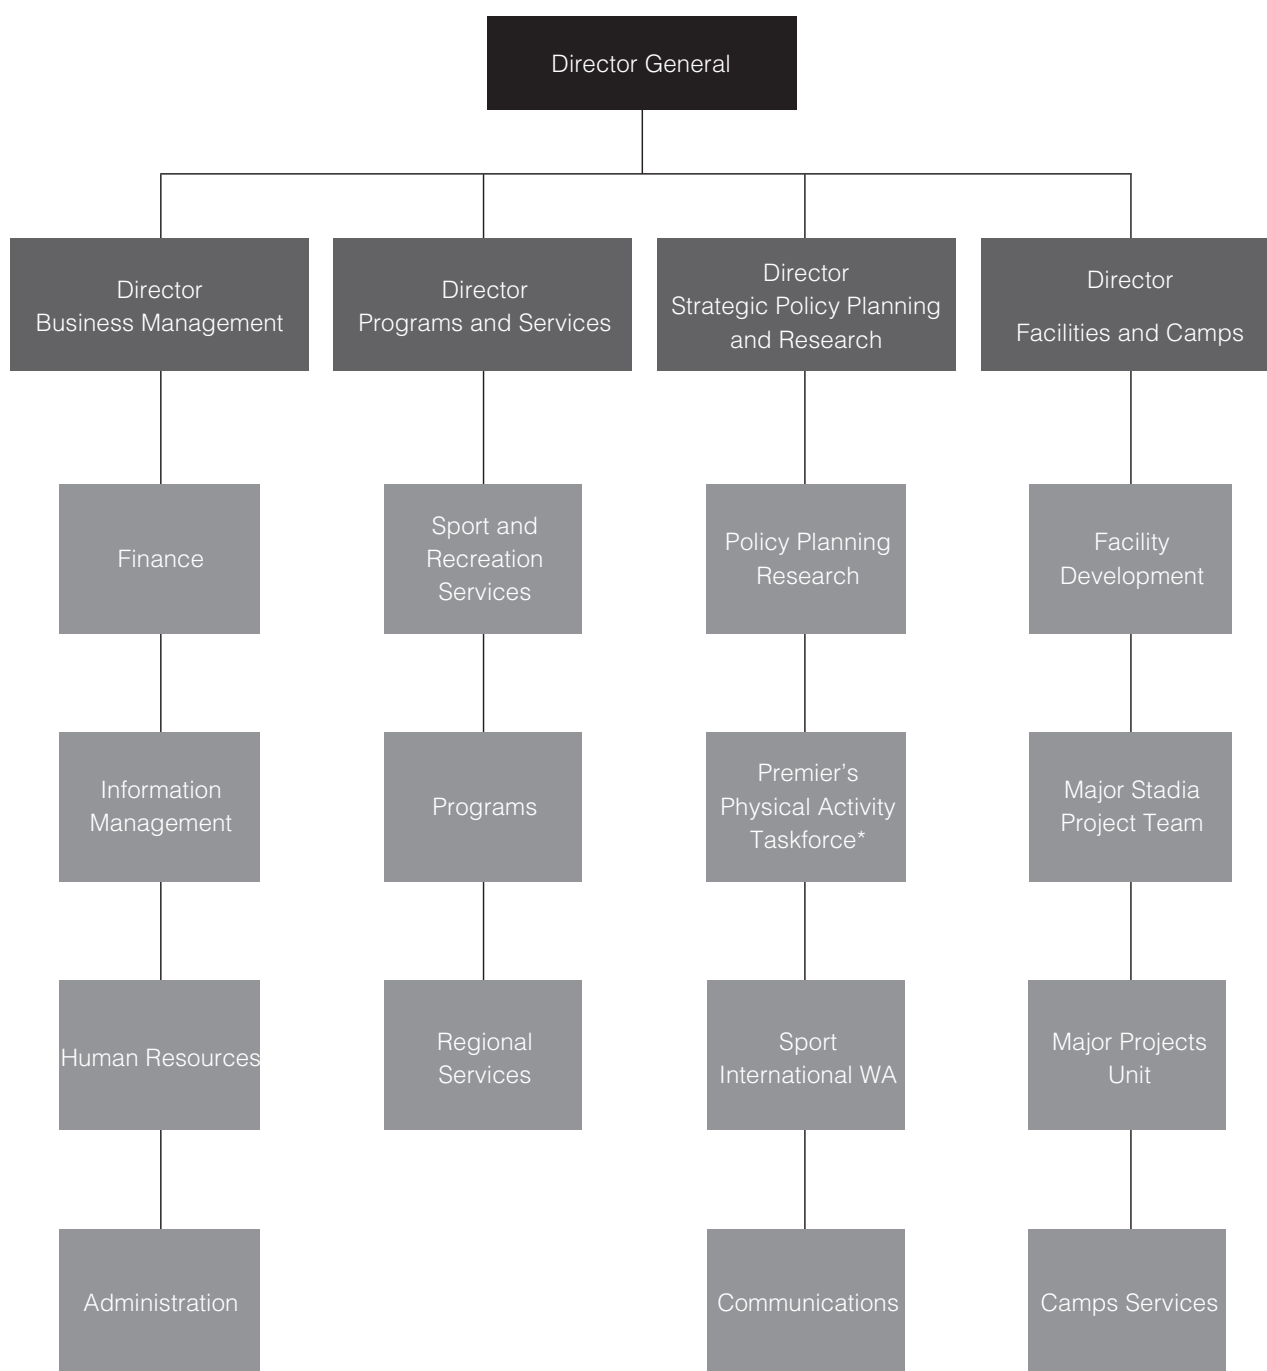 Director General
Director
Business Management
Director
Programs and Services
Director
Strategic Policy Planning
and Research
Director
Facilities and Camps
Finance
Sport and
Recreation
Services
Policy Planning
Research
Facility
Development
Information
Management
Programs
Premier’s
Physical Activity
Taskforce*
Major Stadia
Project Team
Human Resources
Regional
Services
Sport
International WA
Major Projects
Unit
Administration
Communications
Camps Services